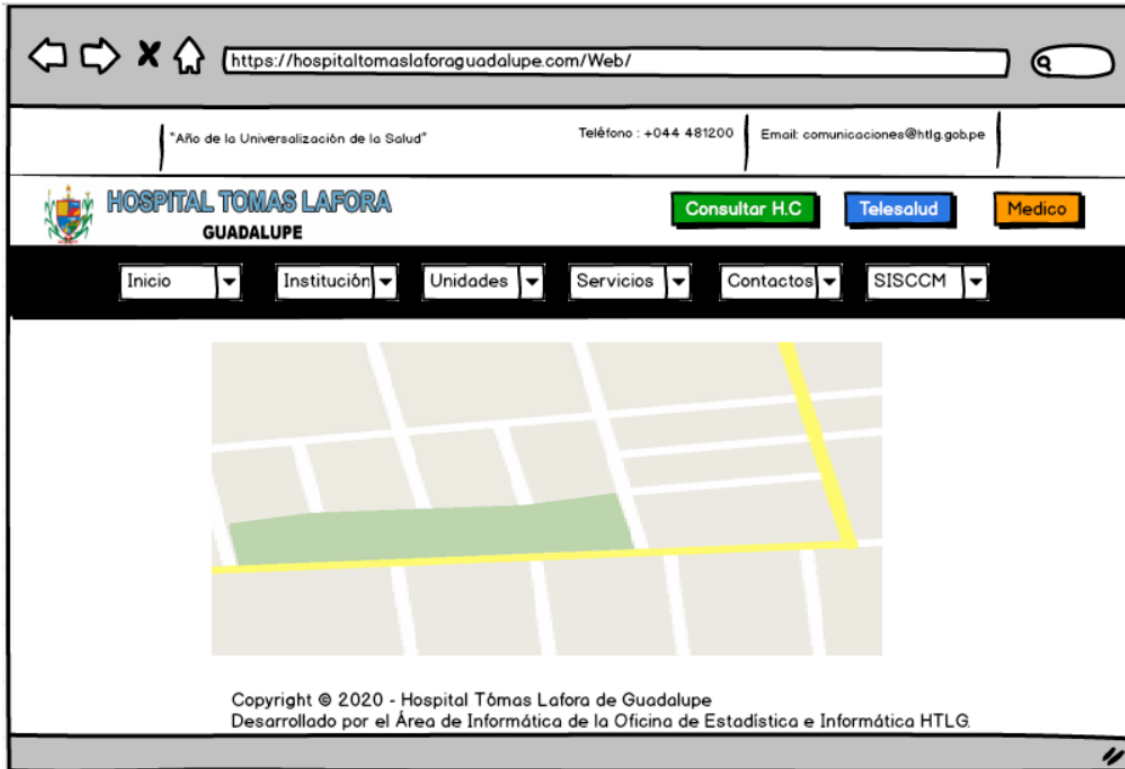 https://hospitaltomaslaforaguadalupe.com/Web/
"Año de la Universalización de la Salud"
Teléfono : +044 481200
Email: comunicaciones@htlg.gob.pe
HOSPITAL TOMAS LAFORA
GUADALUPE
Consultar H.C
Telesalud
Medico
Inicio
Institución
Unidades
Servicios
Contactos
SISCCM
Copyright © 2020 - Hospital Tômas Lafora de Guadalupe
Desarrollado por el Área de Informática de la Oficina de Estadística e Informática HTLG.